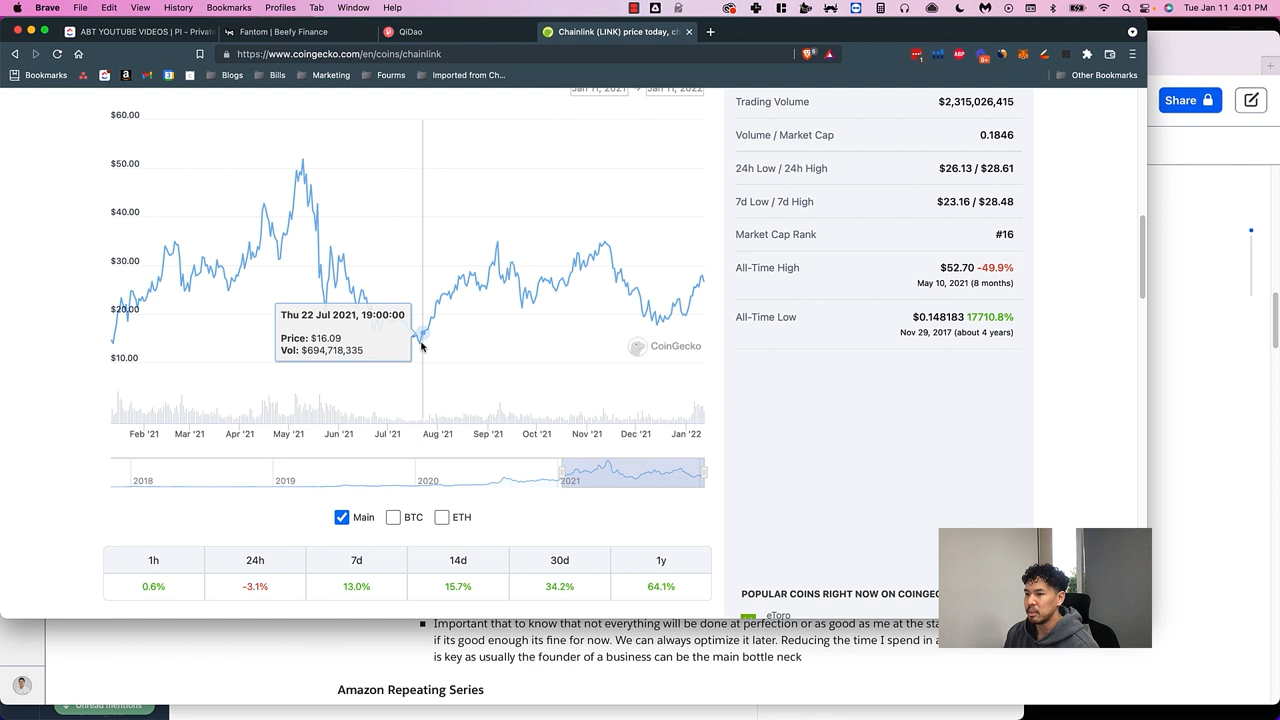 Brave File Edit View History Bookmarks Profiles Tab Window Help
Tue Jan 11 4:01 PM
ABT YOUTUBE VIDEOS | PI - Privat
Fantom | Beefy Finance
QiDao
Chainlink (LINK) price today, ch
https://www.coingecko.com/en/coins/chainlink
Bookmarks
Blogs
Bills
Marketing
Fourms
Imported from Ch...
Other Bookmarks
Share
Jan 11, 2021 → Jan 11, 2022
$60.00
$50.00
$40.00
$30.00
$20.00
$10.00
Thu 22 Jul 2021, 19:00:00
Price: $16.09
Vol: $694,718,335
CoinGecko
Feb '21 Mar '21 Apr '21 May '21 Jun '21 Jul '21 Aug '21 Sep '21 Oct '21 Nov '21 Dec '21 Jan '22
2018 2019 2020 2021
Main BTC ETH
1h 24h 7d 14d 30d 1y
0.6% -3.1% 13.0% 15.7% 34.2% 64.1%
Trading Volume $2,315,026,415
Volume / Market Cap 0.1846
24h Low / 24h High $26.13 / $28.61
7d Low / 7d High $23.16 / $28.48
Market Cap Rank #16
All-Time High $52.70 -49.9%
May 10, 2021 (8 months)
All-Time Low $0.148183 17710.8%
Nov 29, 2017 (about 4 years)
POPULAR COINS RIGHT NOW ON COINGEC
eToro
Important that to know that not everything will be done at perfection or as good as me at the sta
if its good enough its fine for now. We can always optimize it later. Reducing the time I spend in a
is key as usually the founder of a business can be the main bottle neck
Amazon Repeating Series
Unread mentions